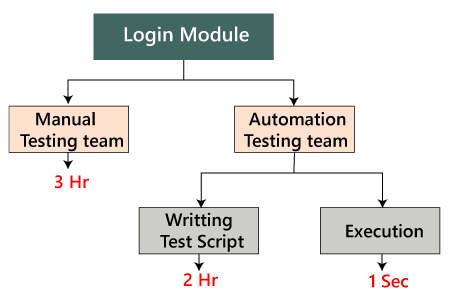 Login Module
Manual
Testing team
Automation
Testing team
3 Hr
Writting
Test Script
Execution
2 Hr
1 Sec